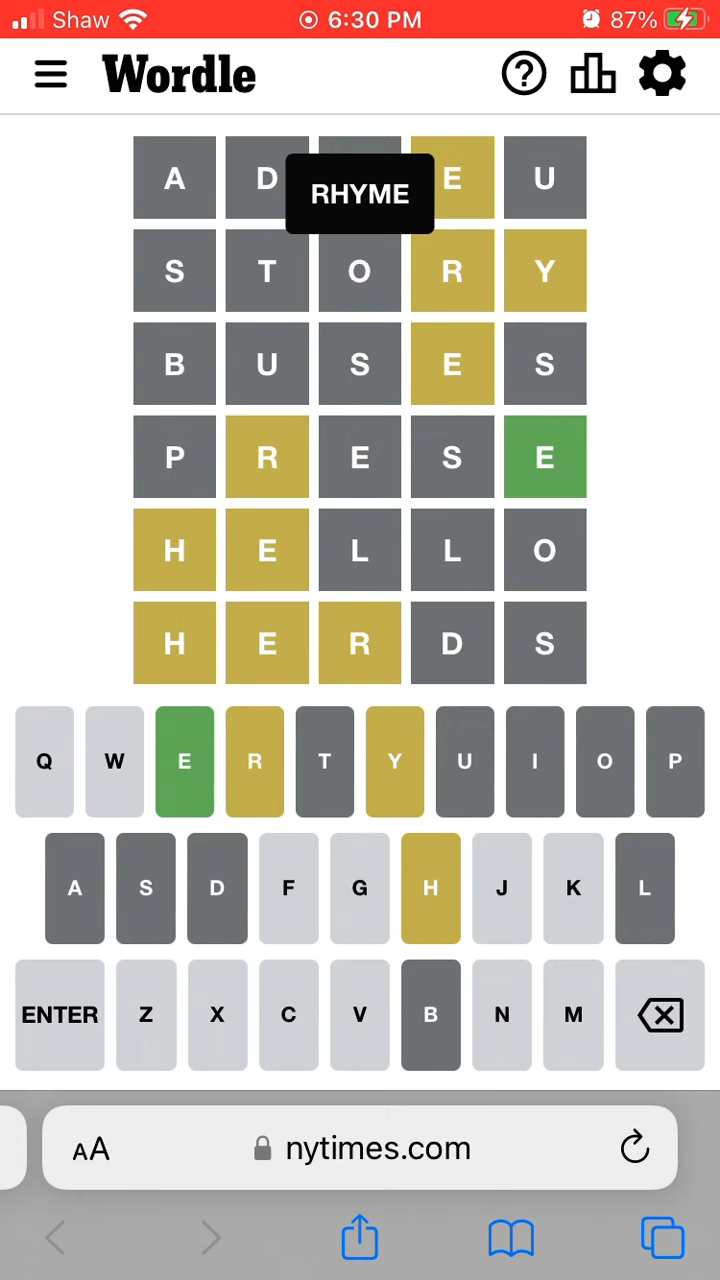 Shaw 6:30 PM 87%
Wordle ?
A D E U
RHYME
S T O R Y
B U S E S
P R E S E
H E L L O
H E R D S
Q W E R T Y U I O P
A S D F G H J K L
ENTER Z X C V B N M
AA nytimes.com